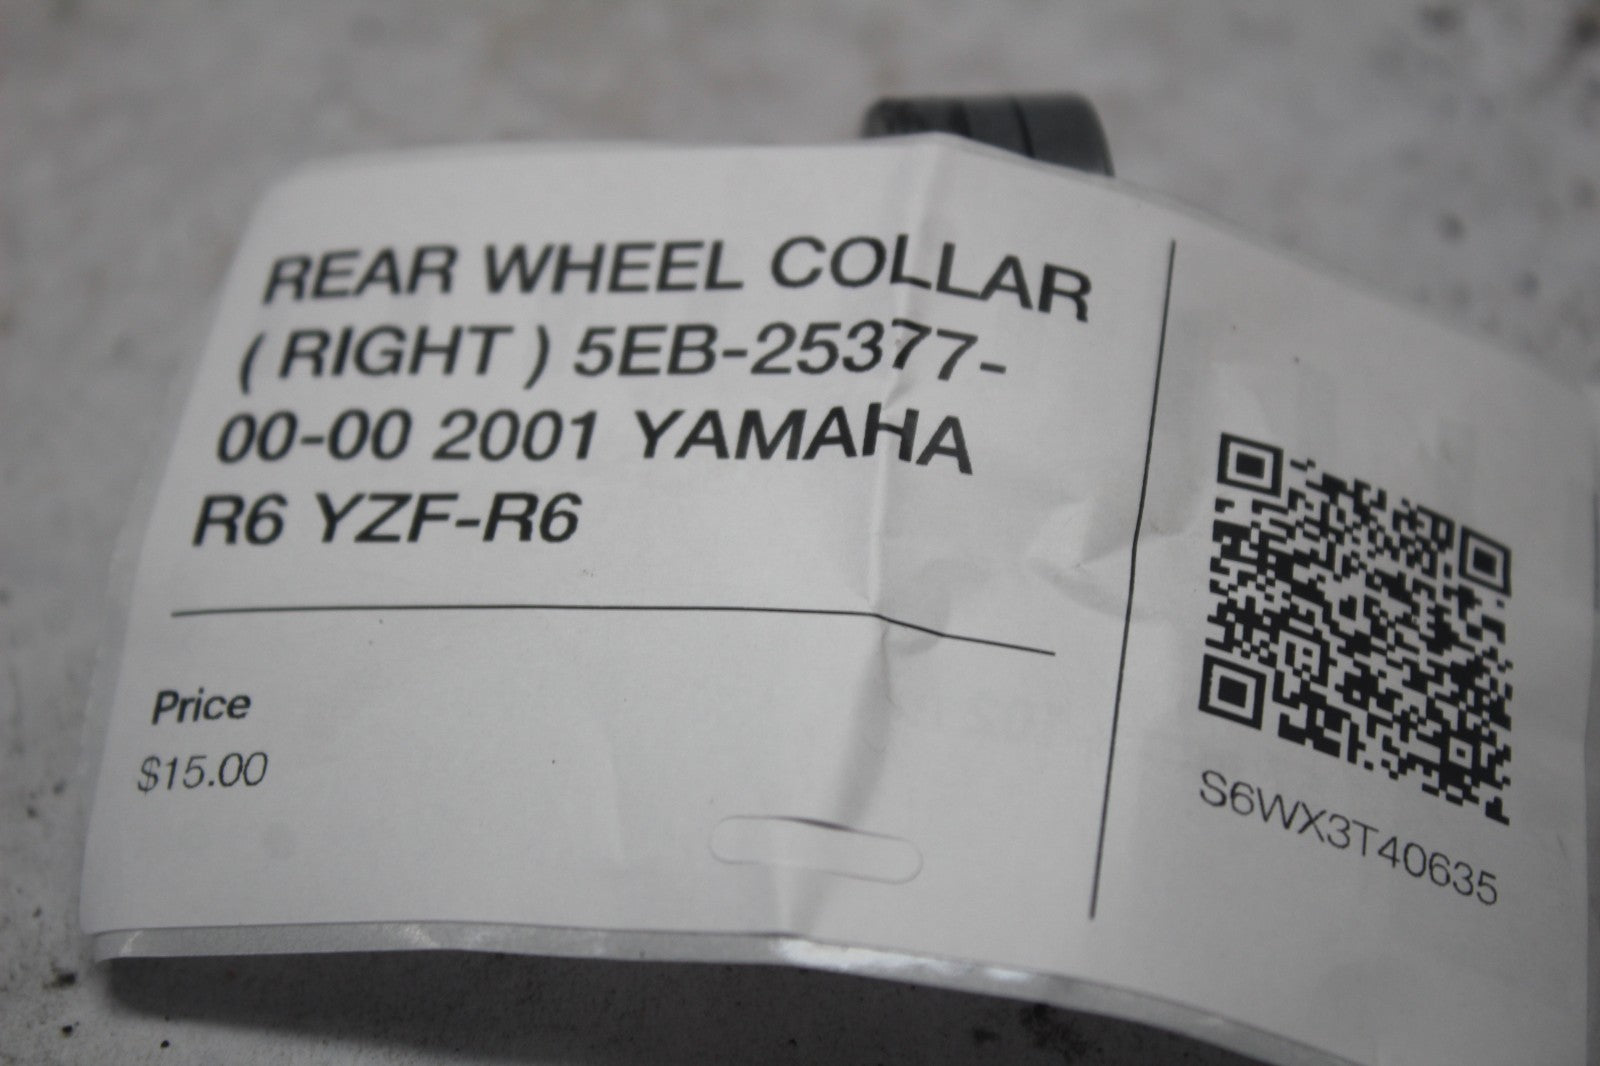 REAR WHEEL COLLAR
( RIGHT ) 5EB-25377-
00-00 2001 YAMAHA
R6 YZF-R6
Price
$15.00
S6WX3T40635